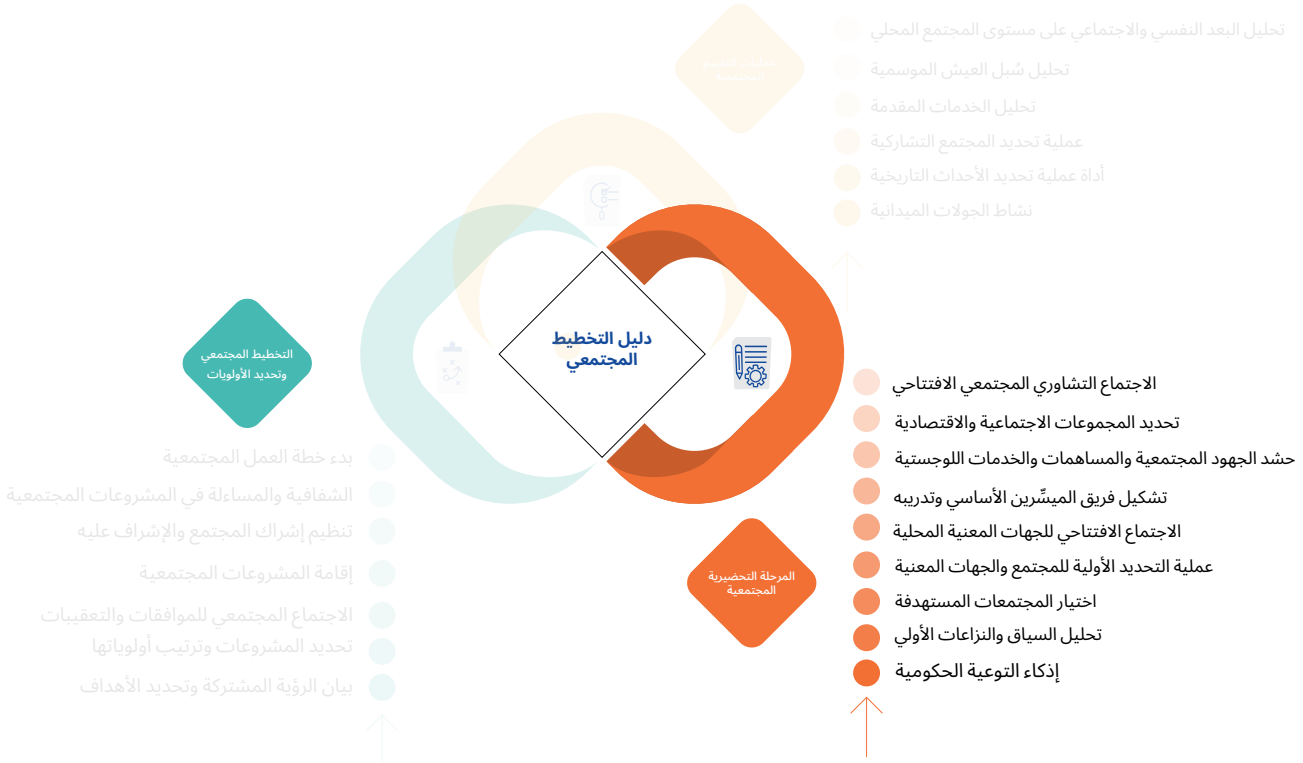 تحليل البعد النفسي والاجتماعي على مستوى المجتمع المحلي
تحليل سُبل العيش الموسمية
تحليل الخدمات المقدمة
عملية تحديد المجتمع التشاركية
أداة عملية تحديد الأحداث التاريخية
نشاط الجولات الميدانية
عمليات التقييم
المجتمعية
دليل التخطيط
المجتمعي
الاجتماع التشاوري المجتمعي الافتتاحي
تحديد المجموعات الاجتماعية والاقتصادية
حشد الجهود المجتمعية والمساهمات والخدمات اللوجستية
تشكيل فريق الميسِّرين الأساسي وتدريبه
الاجتماع الافتتاحي للجهات المعنية المحلية
عملية التحديد الأولية للمجتمع والجهات المعنية
اختيار المجتمعات المستهدفة
تحليل السياق والنزاعات الأولي
إذكاء التوعية الحكومية
المرحلة التحضيرية
المجتمعية
التخطيط المجتمعي
وتحديد الأولويات
بدء خطة العمل المجتمعية
الشفافية والمساءلة في المشروعات المجتمعية
تنظيم إشراك المجتمع والإشراف عليه
إقامة المشروعات المجتمعية
الاجتماع المجتمعي للموافقات والتعقيبات
تحديد المشروعات وترتيب أولوياتها
بيان الرؤية المشتركة وتحديد الأهداف